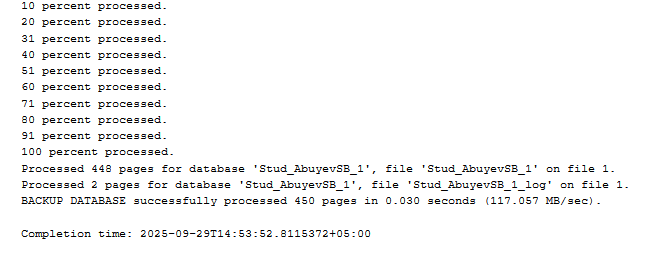 10 percent processed.
20 percent processed.
31 percent processed.
40 percent processed.
51 percent processed.
60 percent processed.
71 percent processed.
80 percent processed.
91 percent processed.
100 percent processed.
Processed 448 pages for database 'Stud_AbuyevSB_1', file 'Stud_AbuyevSB_1' on file 1.
Processed 2 pages for database 'Stud_AbuyevSB_1', file 'Stud_AbuyevSB_1_log' on file 1.
BACKUP DATABASE successfully processed 450 pages in 0.030 seconds (117.057 MB/sec).
Completion time: 2025-09-29T14:53:52.8115372+05:00